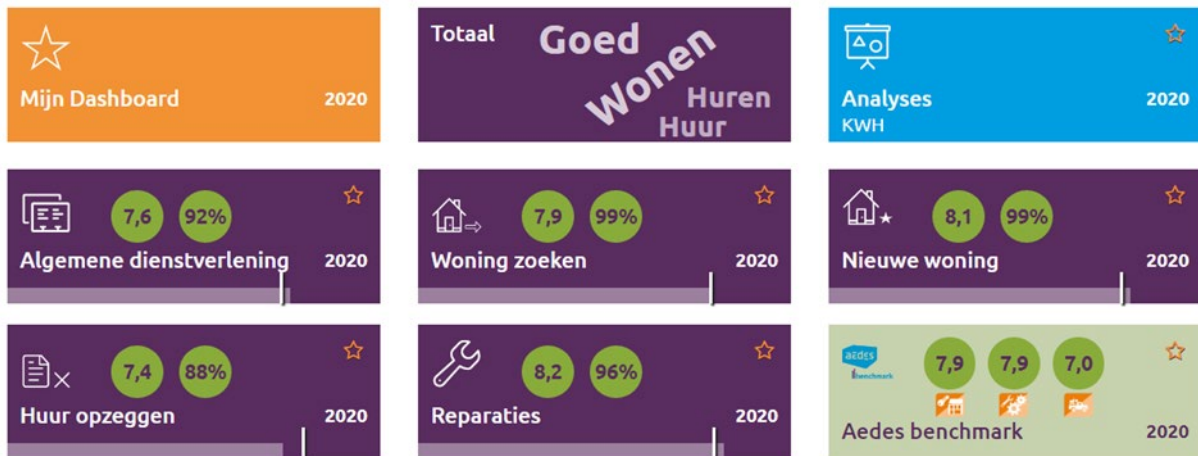 Mijn Dashboard 2020
Totaal
Goed
Wonen
Huren
Huur
Analyses 2020
KWH
7,6 92%
Algemene dienstverlening 2020
7,9 99%
Woning zoeken 2020
8,1 99%
Nieuwe woning 2020
7,4 88%
Huur opzeggen 2020
8,2 96%
Reparaties 2020
aedes
benchmark
7,9 7,9 7,0
Aedes benchmark 2020